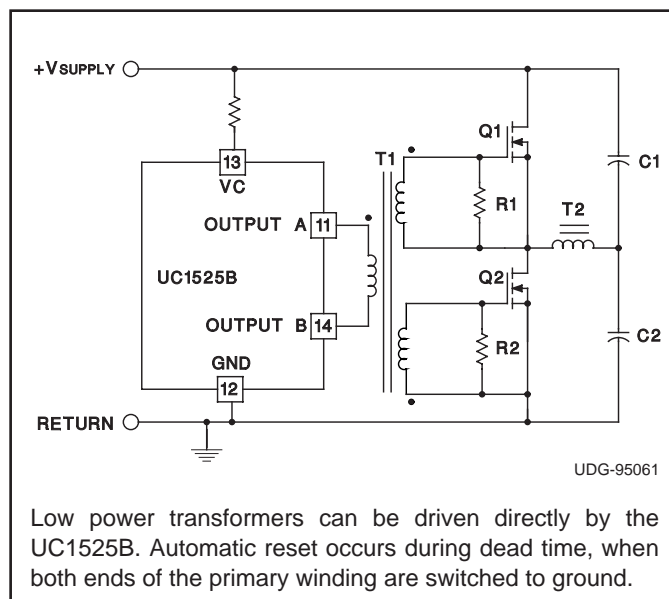 +VSUPPLY
Q1
13
T1
C1
VC
R1
T2
OUTPUT A 11
Q2
UC1525B
OUTPUT B 14
R2
C2
GND
12
RETURN
UDG-95061
Low power transformers can be driven directly by the
UC1525B. Automatic reset occurs during dead time, when
both ends of the primary winding are switched to ground.